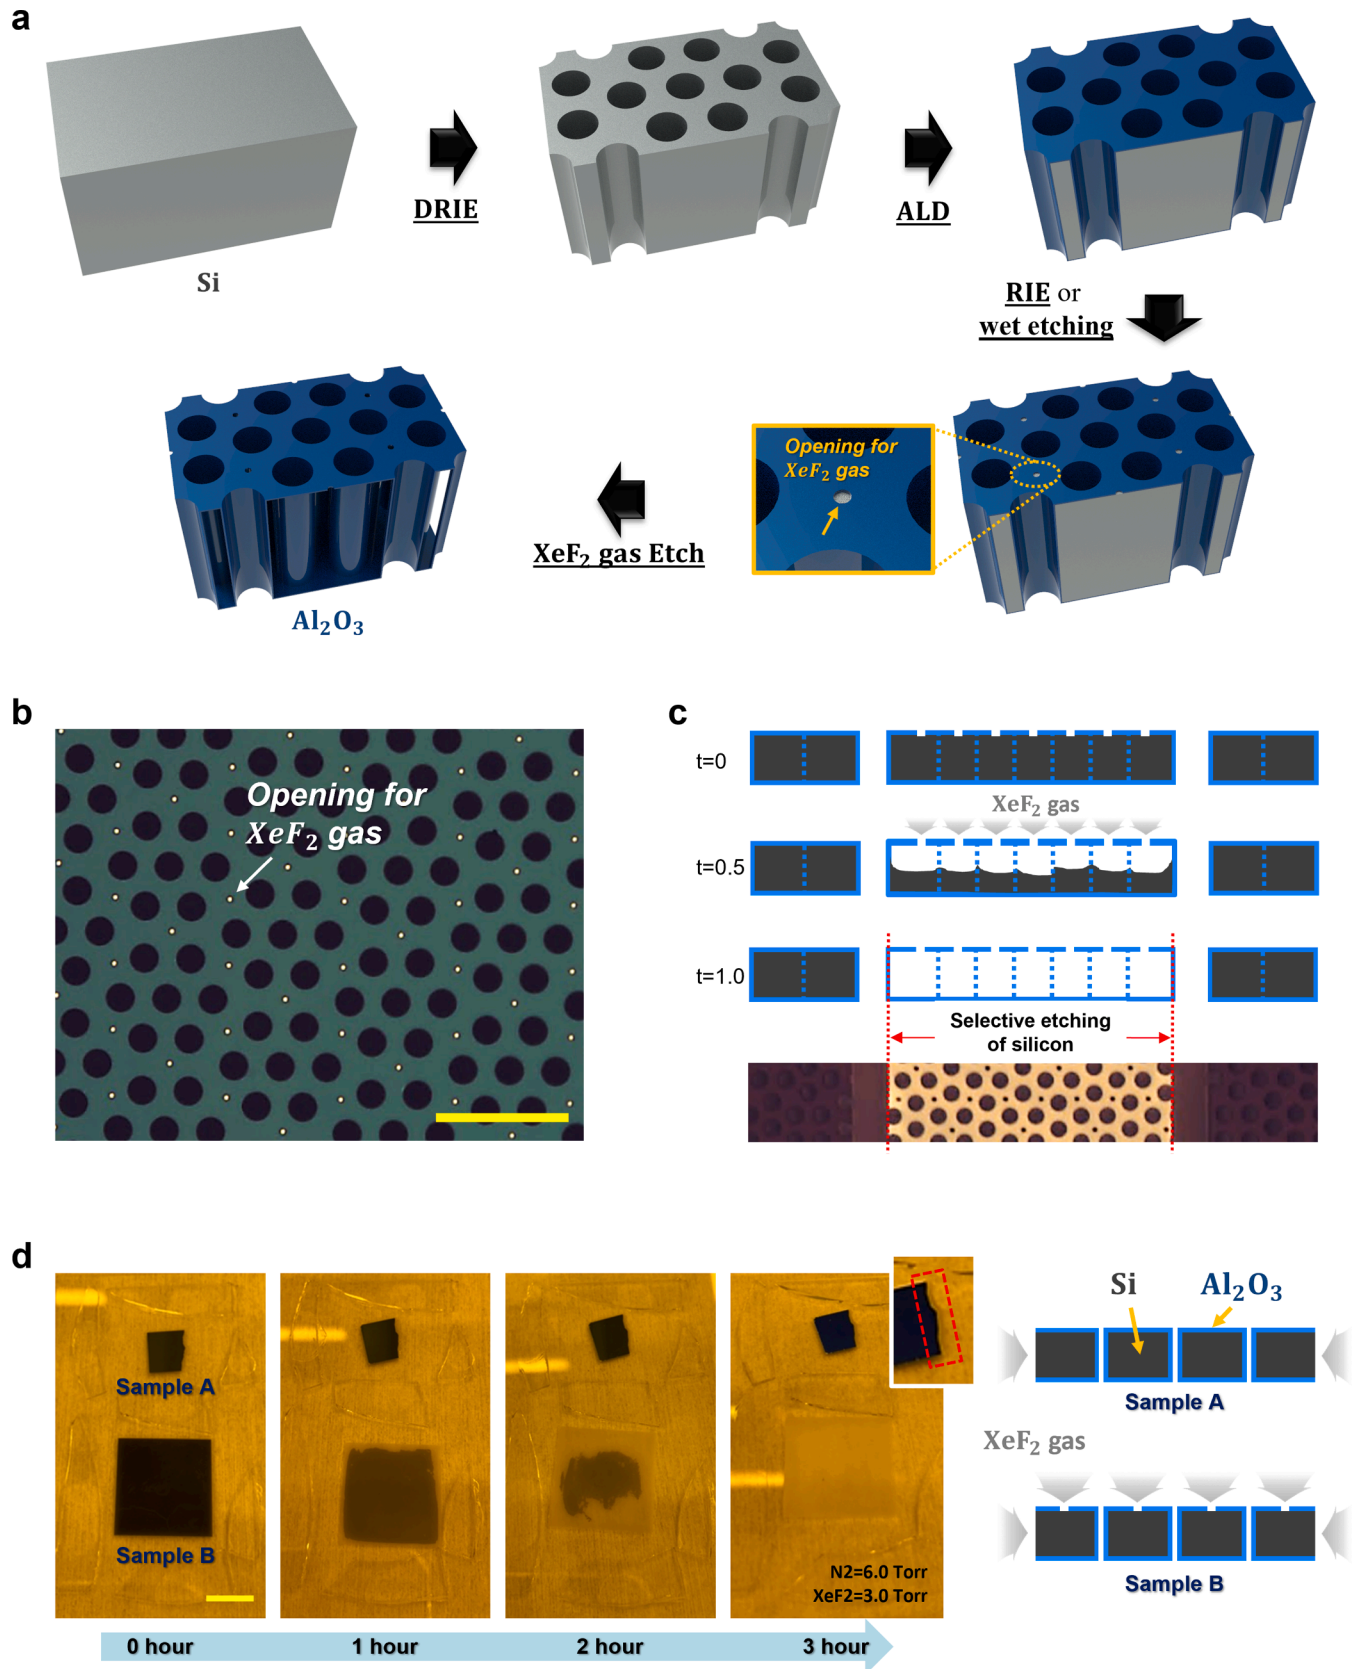 a
DRIE
ALD
Si
RIE or
wet etching
Opening for
XeF₂ gas
XeF₂ gas Etch
Al₂O₃
b
Opening for
XeF₂ gas
c
t=0
XeF₂ gas
t=0.5
t=1.0
Selective etching
of silicon
d
Sample A
Sample B
N2=6.0 Torr
XeF2=3.0 Torr
0 hour
1 hour
2 hour
3 hour
Si
Al₂O₃
Sample A
XeF₂ gas
Sample B